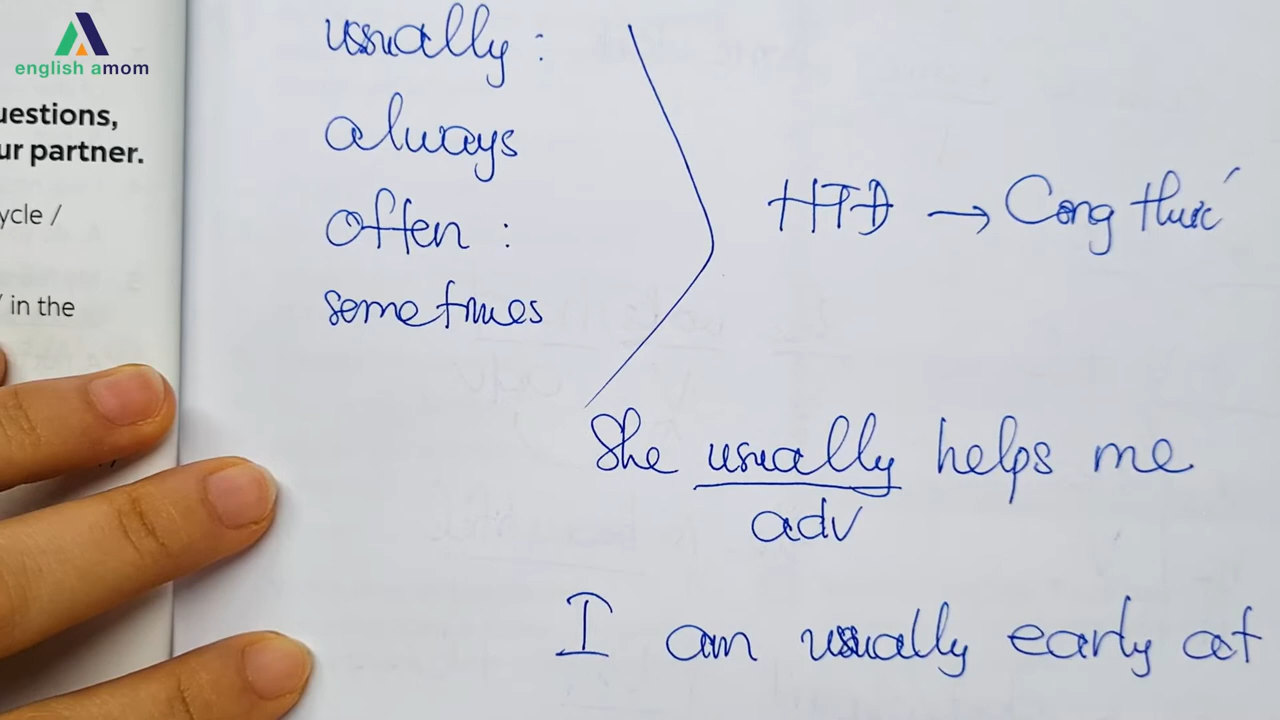 english amom
uestions,
ur partner.
ycle /
/ in the
usually :
always
often :
sometimes
HTĐ → Công thức
She usually helps me
adv
I am usually early at